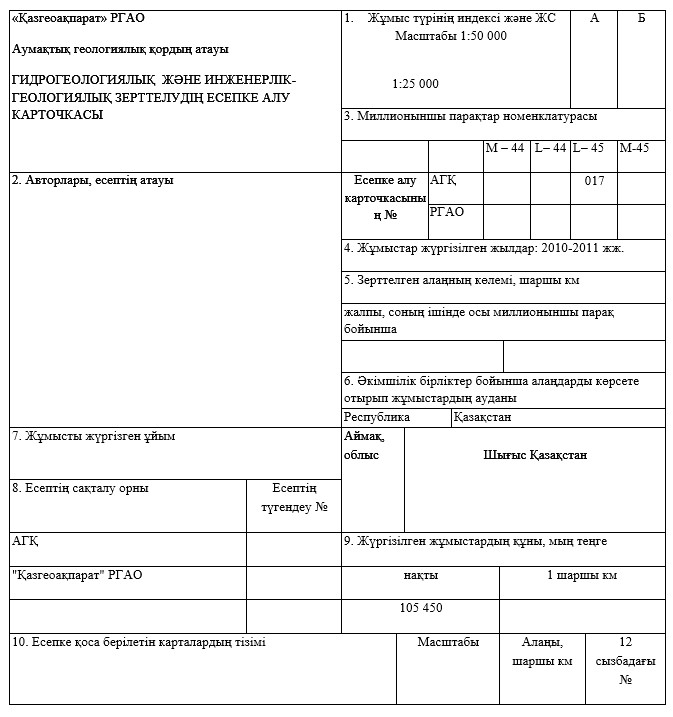 «Қазгеоақпарат» РГАО
Аумақтық геологиялық қордың атауы
ГИДРОГЕОЛОГИЯЛЫҚ ЖӘНЕ ИНЖЕНЕРЛІК-
ГЕОЛОГИЯЛЫҚ ЗЕРТТЕЛУДІҢ ЕСЕПКЕ АЛУ
КАРТОЧКАСЫ
1. Жұмыс түрінің индексі және ЖС
Масштабы 1:50 000
1:25 000
А
Б
3. Миллионыншы парақтар номенклатурасы
М – 44 L– 44 L– 45 М-45
2. Авторлары, есептің атауы
Есепке алу
карточкасыны
ң №
АГҚ
017
РГАО
4. Жұмыстар жүргізілген жылдар: 2010-2011 жж.
5. Зерттелген алаңның көлемі, шаршы км
жалпы, соның ішінде осы миллионыншы парақ
бойынша
6. Әкімшілік бірліктер бойынша алаңдарды көрсете
отырып жұмыстардың ауданы
Республика Қазақстан
7. Жұмысты жүргізген ұйым
Аймақ,
облыс
Шығыс Қазақстан
8. Есептің сақталу орны
Есептің
түгендеу №
АГҚ
9. Жүргізілген жұмыстардың құны, мың теңге
"Қазгеоақпарат" РГАО
нақты
1 шаршы км
105 450
10. Есепке қоса берілетін карталардың тізімі
Масштабы
Алаңы,
шаршы км
12
сызбадағы
№